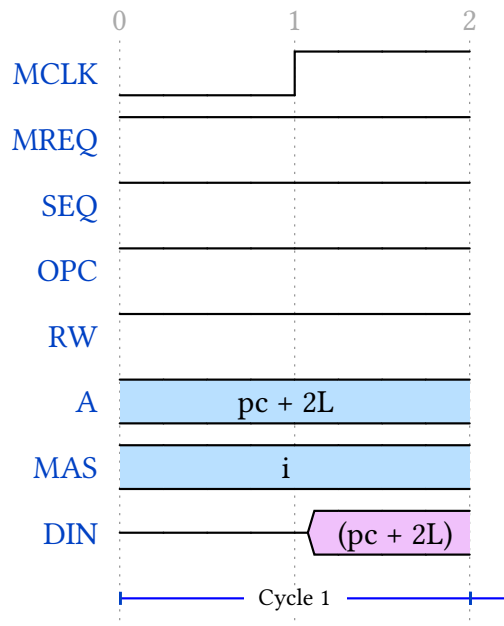 0 1 2
MCLK
MREQ
SEQ
OPC
RW
A pc + 2L
MAS i
DIN (pc + 2L)
Cycle 1